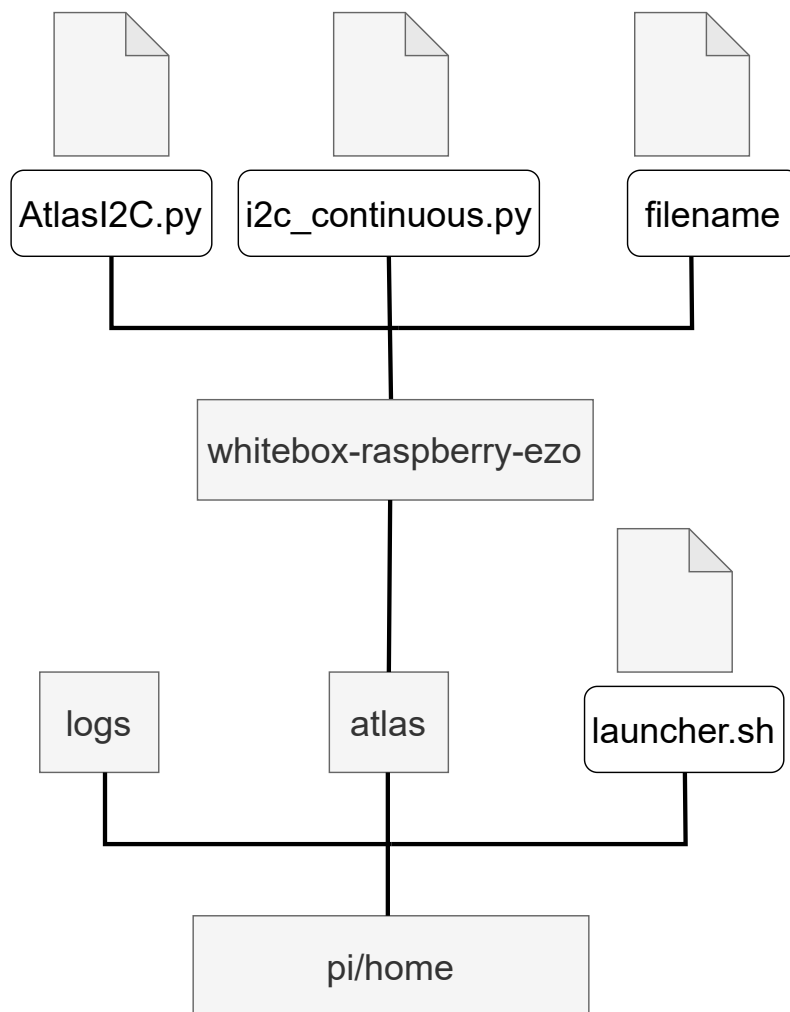 AtlasI2C.py
i2c_continuous.py
filename
whitebox-raspberry-ezo
logs
atlas
launcher.sh
pi/home